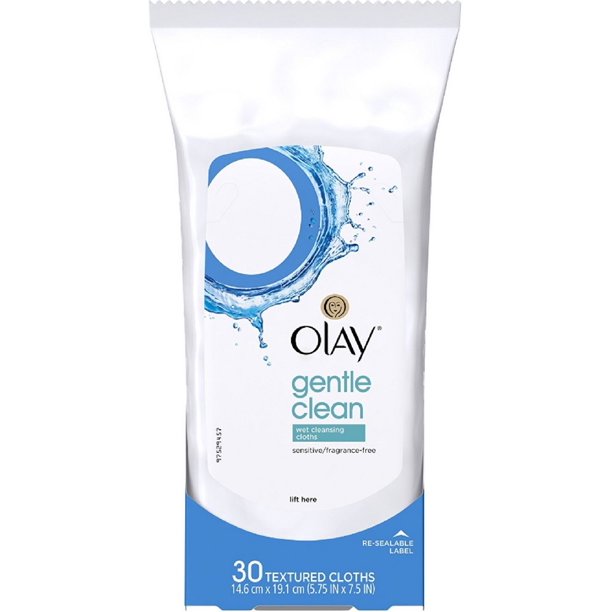 OLAY®
gentle
clean
wet cleansing
cloths
sensitive/fragrance-free
97529457
lift here
RE-SEALABLE
LABEL
30 TEXTURED CLOTHS
14.6 cm x 19.1 cm (5.75 IN x 7.5 IN)